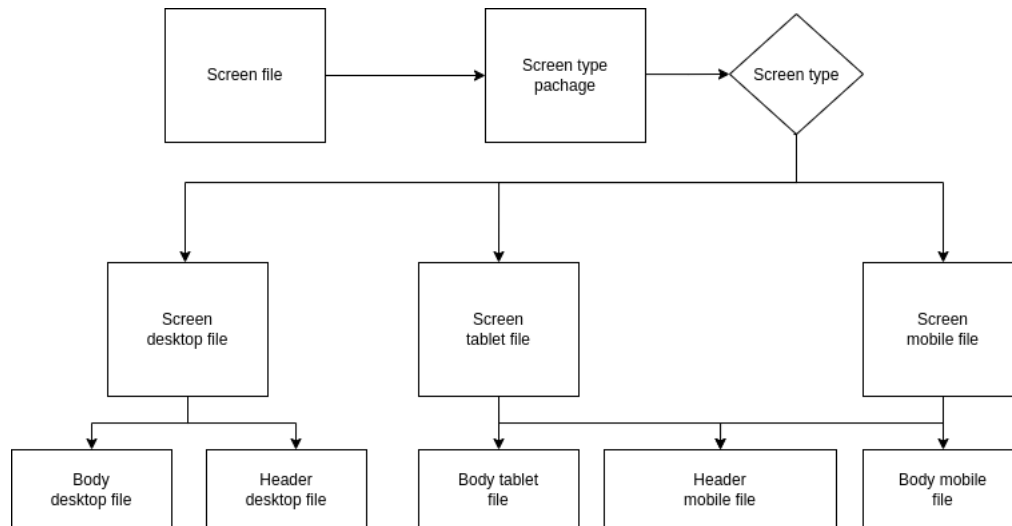 Screen file
Screen type
pachage
Screen type
Screen
desktop file
Screen
tablet file
Screen
mobile file
Body
desktop file
Header
desktop file
Body tablet
file
Header
mobile file
Body mobile
file